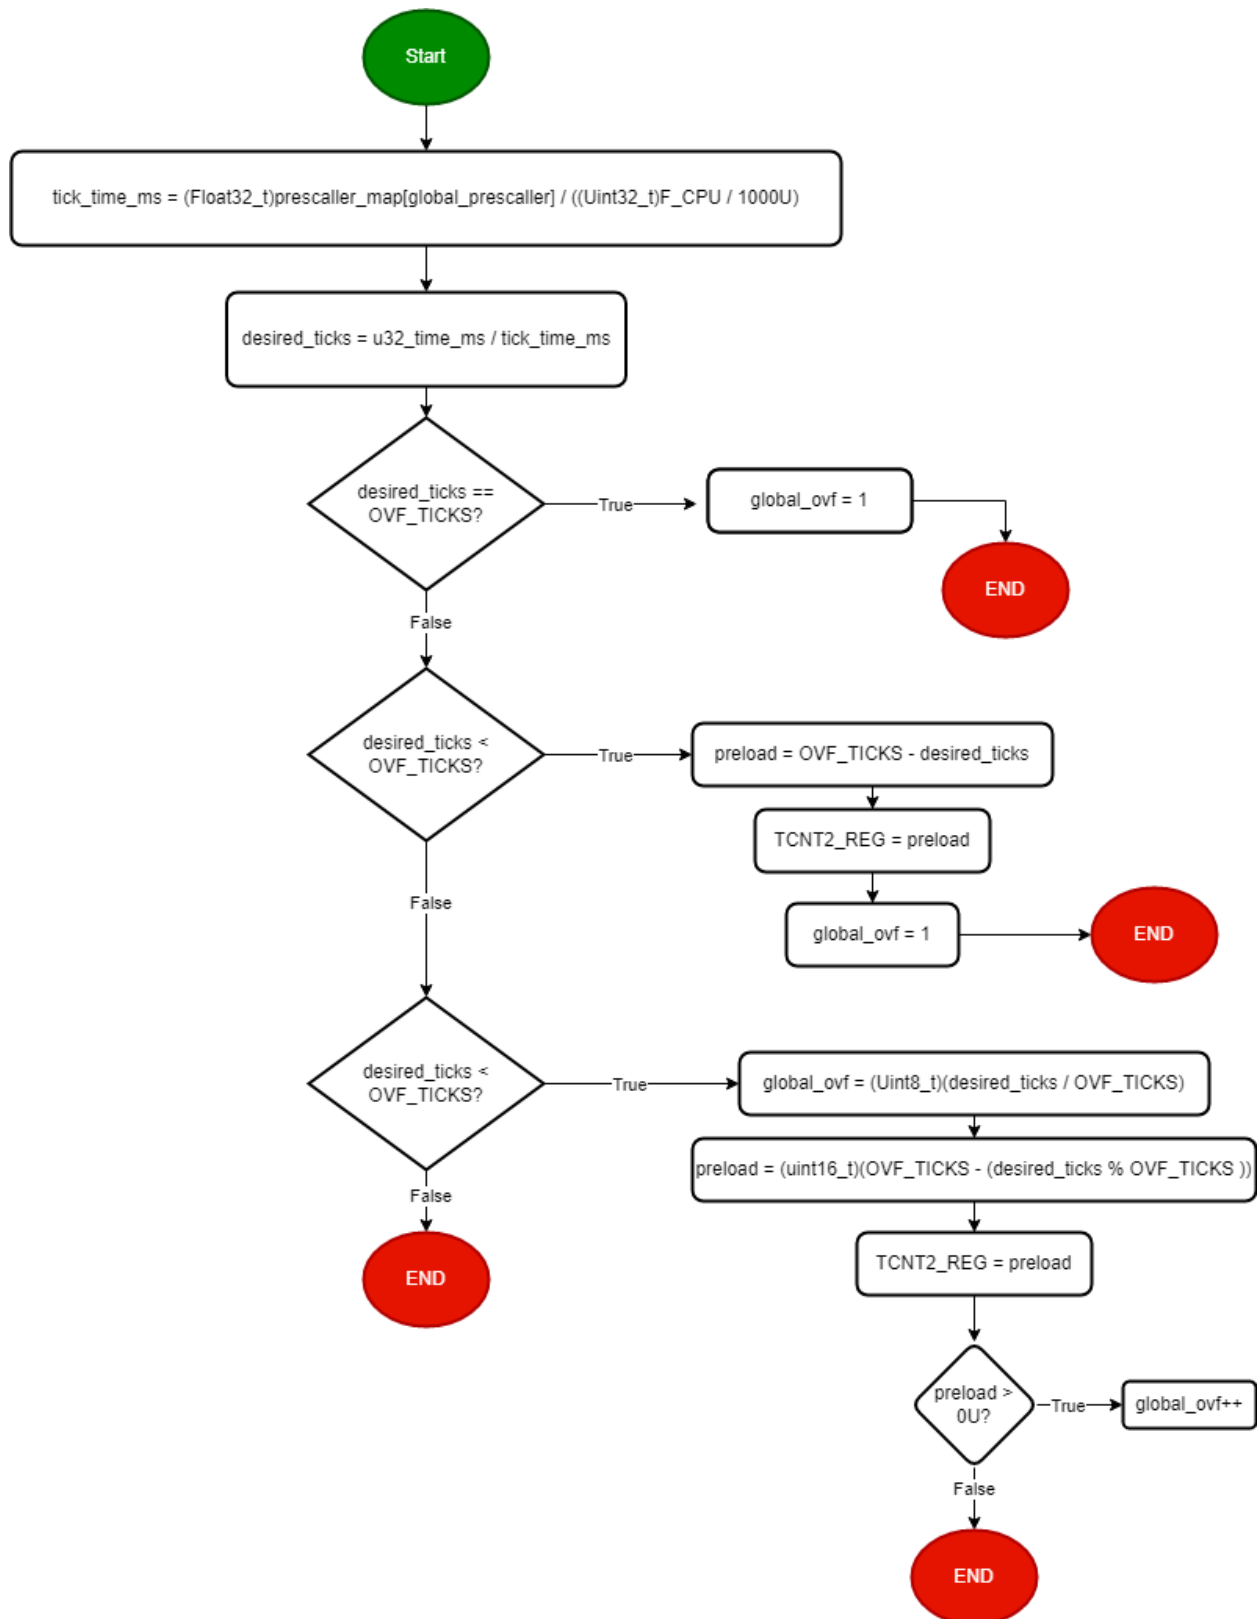 Start
tick_time_ms = (Float32_t)prescaller_map[global_prescaller] / ((Uint32_t)F_CPU / 1000U)
desired_ticks = u32_time_ms / tick_time_ms
desired_ticks ==
OVF_TICKS?
True
global_ovf = 1
END
False
desired_ticks <
OVF_TICKS?
True
preload = OVF_TICKS - desired_ticks
TCNT2_REG = preload
global_ovf = 1
END
False
desired_ticks <
OVF_TICKS?
True
global_ovf = (Uint8_t)(desired_ticks / OVF_TICKS)
preload = (uint16_t)(OVF_TICKS - (desired_ticks % OVF_TICKS ))
False
END
TCNT2_REG = preload
preload >
0U?
True
global_ovf++
False
END